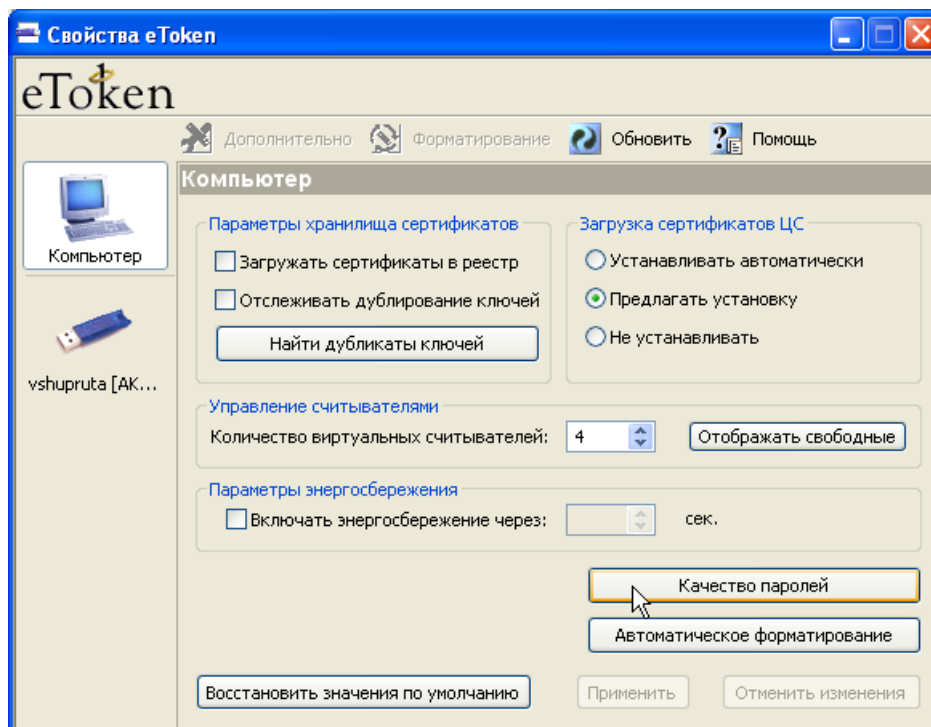 Свойства eToken
eToken
Дополнительно Форматирование Обновить Помощь
Компьютер
Компьютер
vshupruta [AK...
Параметры хранилища сертификатов
Загружать сертификаты в реестр
Отслеживать дублирование ключей
Найти дубликаты ключей
Загрузка сертификатов ЦС
Устанавливать автоматически
Предлагать установку
Не устанавливать
Управление считывателями
Количество виртуальных считывателей: 4 Отображать свободные
Параметры энергосбережения
Включать энергосбережение через: сек.
Качество паролей
Автоматическое форматирование
Восстановить значения по умолчанию Применить Отменить изменения